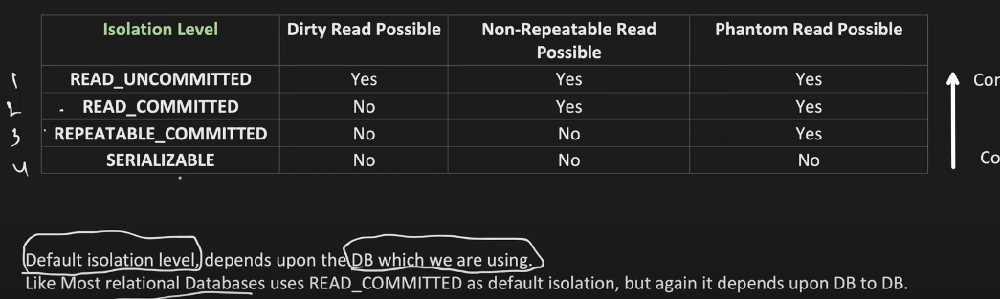 Isolation Level Dirty Read Possible Non-Repeatable Read Possible Phantom Read Possible
1 READ_UNCOMMITTED Yes Yes Yes Con
2 READ_COMMITTED No Yes Yes
3 REPEATABLE_COMMITTED No No Yes
4 SERIALIZABLE No No No Co
Default isolation level, depends upon the DB which we are using.
Like Most relational Databases uses READ_COMMITTED as default isolation, but again it depends upon DB to DB.